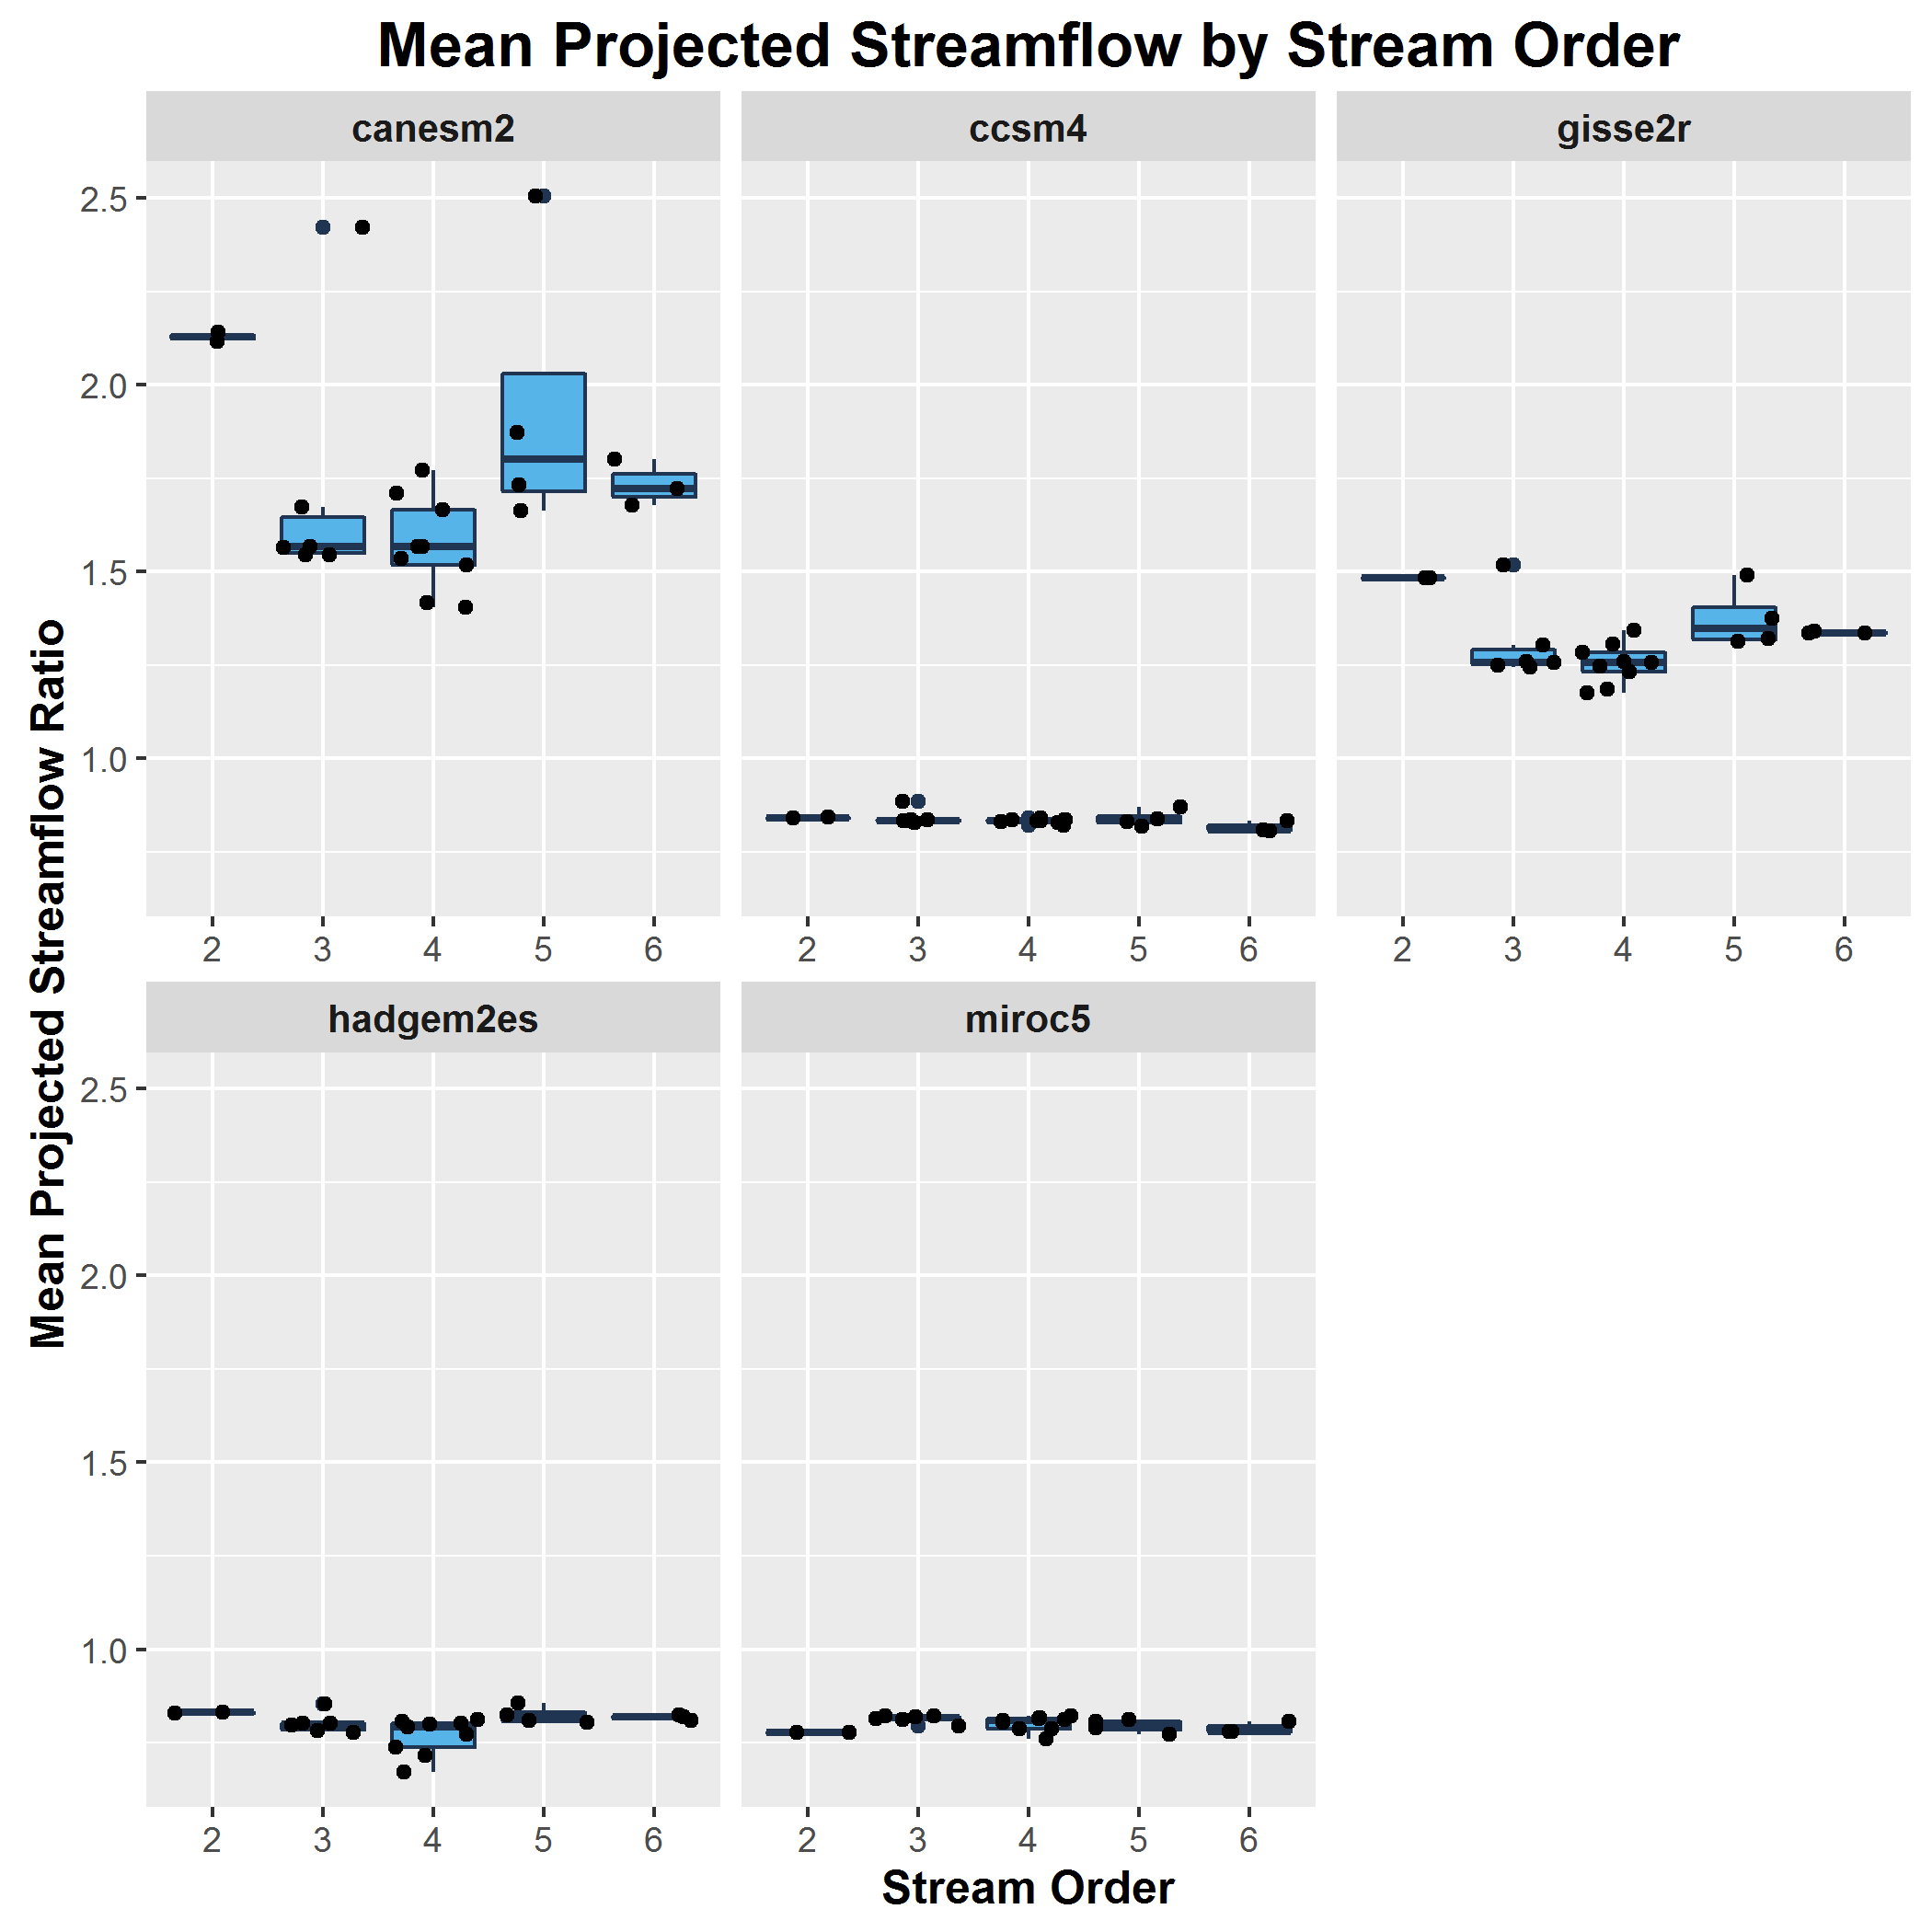 Mean Projected Streamflow by Stream Order
canesm2
ccsm4
gisse2r
Mean Projected Streamflow Ratio
2.5
2.0
1.5
1.0
2 3 4 5 6
2 3 4 5 6
2 3 4 5 6
hadgem2es
miroc5
2.5
2.0
1.5
1.0
2 3 4 5 6
2 3 4 5 6
Stream Order